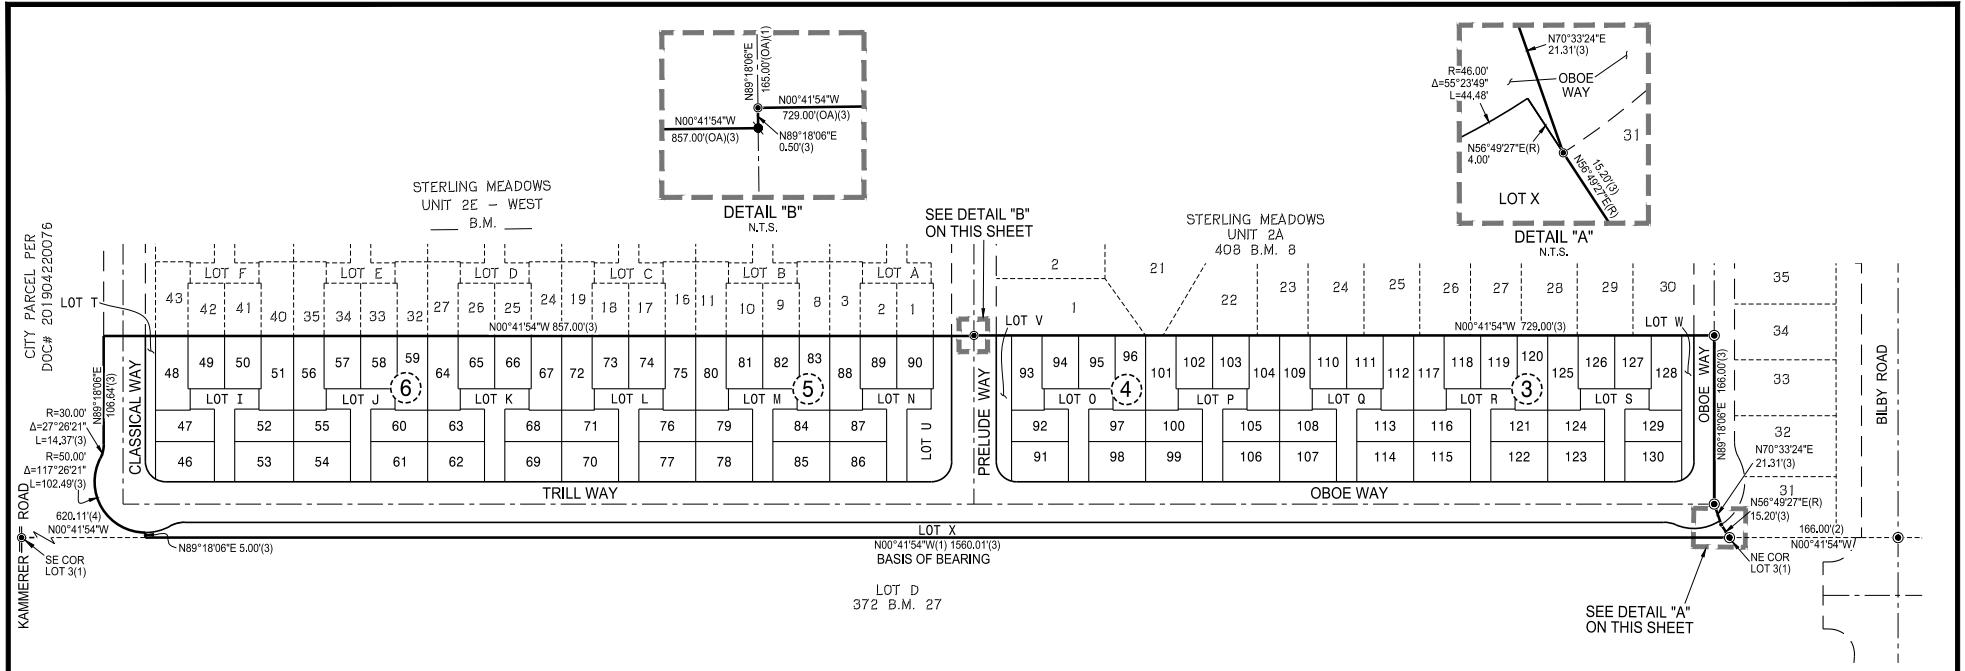 N89°18'06"E
165.00'(OA)(1)
N00°41'54"W
729.00'(OA)(3)
N00°41'54"W
857.00'(OA)(3)
N89°18'06"E
0.50'(3)
DETAIL "B"
N.T.S.
N70°33'24"E
21.31'(3)
R=46.00'
Δ=55°23'49"
L=44.48'
OBOE
WAY
31
N56°49'27"E(R)
4.00'
15.20'(3)
N56°49'27"E(R)
LOT X
DETAIL "A"
N.T.S.
STERLING MEADOWS
UNIT 2E - WEST
B.M.
SEE DETAIL "B"
ON THIS SHEET
STERLING MEADOWS
UNIT 2A
408 B.M. 8
CITY PARCEL PER
DOC# 201904220076
LOT T
LOT F
LOT E
LOT D
LOT C
LOT B
LOT A
43 42 41 40 35 34 33 32 27 26 25 24 19 18 17 16 11 10 9 8 3 2 1
2 21 22 23 24 25 26 27 28 29 30
1
35
34
33
32
31
N00°41'54"W 857.00'(3)
LOT V
N00°41'54"W 729.00'(3)
LOT W
N89°18'06"E
106.64'(3)
CLASSICAL WAY
48 49 50 51 56 57 58 59 64 65 66 67 72 73 74 75 80 81 82 83 88 89 90
6
5
LOT I
LOT J
LOT K
LOT L
LOT M
LOT N
LOT U
47 52 55 60 63 68 71 76 79 84 87
46 53 54 61 62 69 70 77 78 85 86
PRELUDE WAY
93 94 95 96 101 102 103 104 109 110 111 112 117 118 119 120 125 126 127 128
4
3
LOT O
LOT P
LOT Q
LOT R
LOT S
92 97 100 105 108 113 116 121 124 129
91 98 99 106 107 114 115 122 123 130
OBOE WAY
N89°18'06"E 166.00'(3)
BILBY ROAD
R=30.00'
Δ=27°26'21"
L=14.37'(3)
R=50.00'
Δ=117°26'21"
L=102.49'(3)
TRILL WAY
OBOE WAY
N70°33'24"E
21.31'(3)
N56°49'27"E(R)
15.20'(3)
166.00'(2)
N00°41'54"W
620.11'(4)
N00°41'54"W
KAMMERER ROAD
SE COR
LOT 3(1)
N89°18'06"E 5.00'(3)
LOT X
N00°41'54"W(1) 1560.01'(3)
BASIS OF BEARING
NE COR
LOT 3(1)
LOT D
372 B.M. 27
SEE DETAIL "A"
ON THIS SHEET